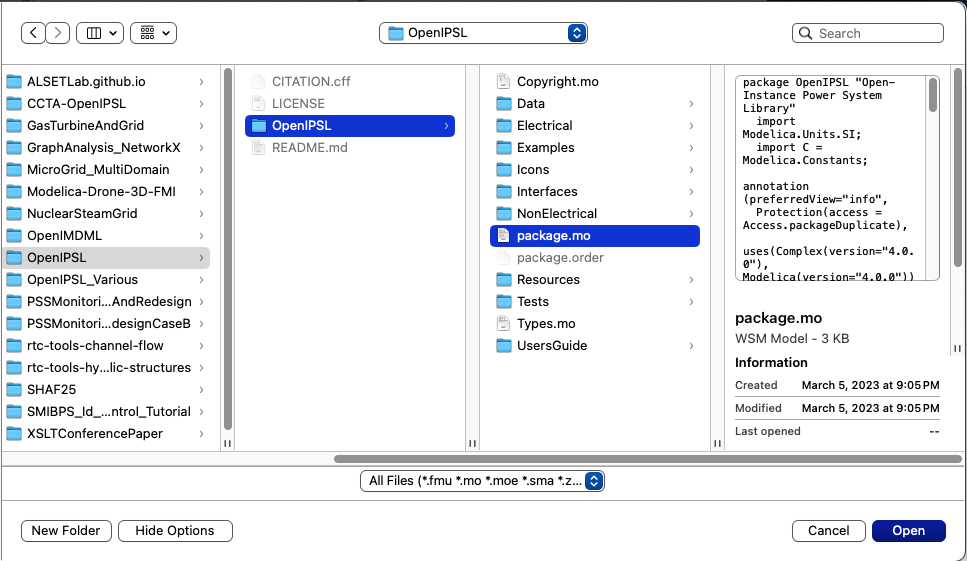 OpenIPSL
Search
ALSETLab.github.io
CCTA-OpenIPSL
GasTurbineAndGrid
GraphAnalysis_NetworkX
MicroGrid_MultiDomain
Modelica-Drone-3D-FMI
NuclearSteamGrid
OpenIMDML
OpenIPSL
OpenIPSL_Various
PSSMonitori...AndRedesign
PSSMonitori...designCaseB
rtc-tools-channel-flow
rtc-tools-hy...lic-structures
SHAF25
SMIBPS_Id_...ntrol_Tutorial
XSLTConferencePaper
CITATION.cff
LICENSE
OpenIPSL
README.md
Copyright.mo
Data
Electrical
Examples
Icons
Interfaces
NonElectrical
package.mo
package.order
Resources
Tests
Types.mo
UsersGuide
package OpenIPSL "Open-
Instance Power System
Library"
import
Modelica.Units.SI;
import C =
Modelica.Constants;
annotation
(preferredView="info",
Protection(access =
Access.packageDuplicate),
uses(Complex(version="4.0.
0"),
Modelica(version="4.0.0"))
package.mo
WSM Model - 3 KB
Information
Created March 5, 2023 at 9:05 PM
Modified March 5, 2023 at 9:05 PM
Last opened --
All Files (*.fmu *.mo *.moe *.sma *.z...
New Folder
Hide Options
Cancel
Open